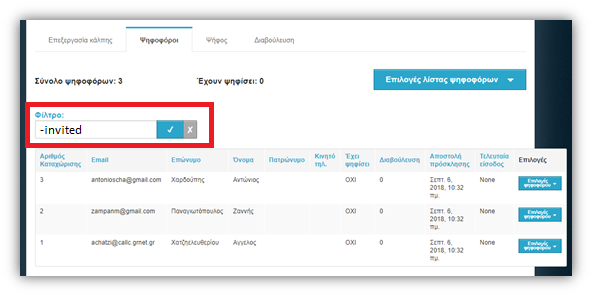 Επεξεργασία κάλπης Ψηφοφόροι Ψήφος Διαβούλευση
Σύνολο ψηφοφόρων: 3 Έχουν ψηφίσει: 0 Επιλογές λίστας ψηφοφόρων
Φίλτρο:
-invited ✓ X
Αριθμός Καταχώρισης Email Επώνυμο Όνομα Πατρώνυμο Κινητό τηλ. Έχει ψηφίσει Διαβούλευση Αποστολή πρόσκλησης Τελευταία είσοδος Επιλογές
3 antonioscha@gmail.com Χαρδούπης Αντώνιος ΟΧΙ 0 Σεπτ. 6, 2018, 10:32 πμ. None Επιλογές ψηφοφόρου
2 zampanm@gmail.com Παναγιωτόπουλος Ζαννής ΟΧΙ 0 Σεπτ. 6, 2018, 10:32 πμ. None Επιλογές ψηφοφόρου
1 achatzi@callc.grnet.gr Χατζηελευθερίου Αγγελος ΟΧΙ 0 Σεπτ. 6, 2018, 10:32 πμ. None Επιλογές ψηφοφόρου